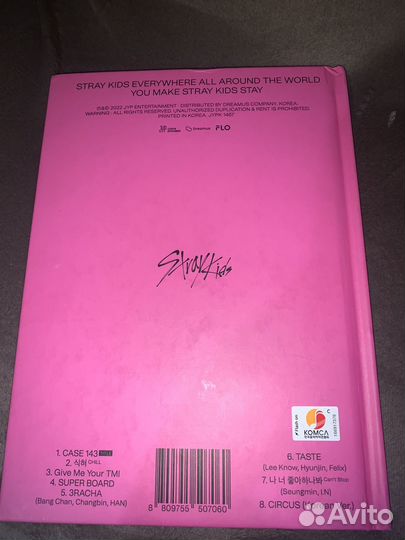 STRAY KIDS EVERYWHERE ALL AROUND THE WORLD
YOU MAKE STRAY KIDS STAY
℗&© 2022 JYP ENTERTAINMENT · DISTRIBUTED BY DREAMUS COMPANY, KOREA.
WARNING : ALL RIGHTS RESERVED. UNAUTHORIZED DUPLICATION & RENT IS PROHIBITED.
PRINTED IN KOREA. JYPK 1467
Dreamus FLO
Stray Kids
C
KOMCA
1. CASE 143 TITLE
2. 식혀 CHILL
3. Give Me Your TMI
4. SUPER BOARD
5. 3RACHA
(Bang Chan, Changbin, HAN)
8 809755 507060
6. TASTE
(Lee Know, Hyunjin, Felix)
7. 나 너 좋아하나봐 Can't Stop
(Seungmin, I.N)
8. CIRCUS (Ver.)
Avito